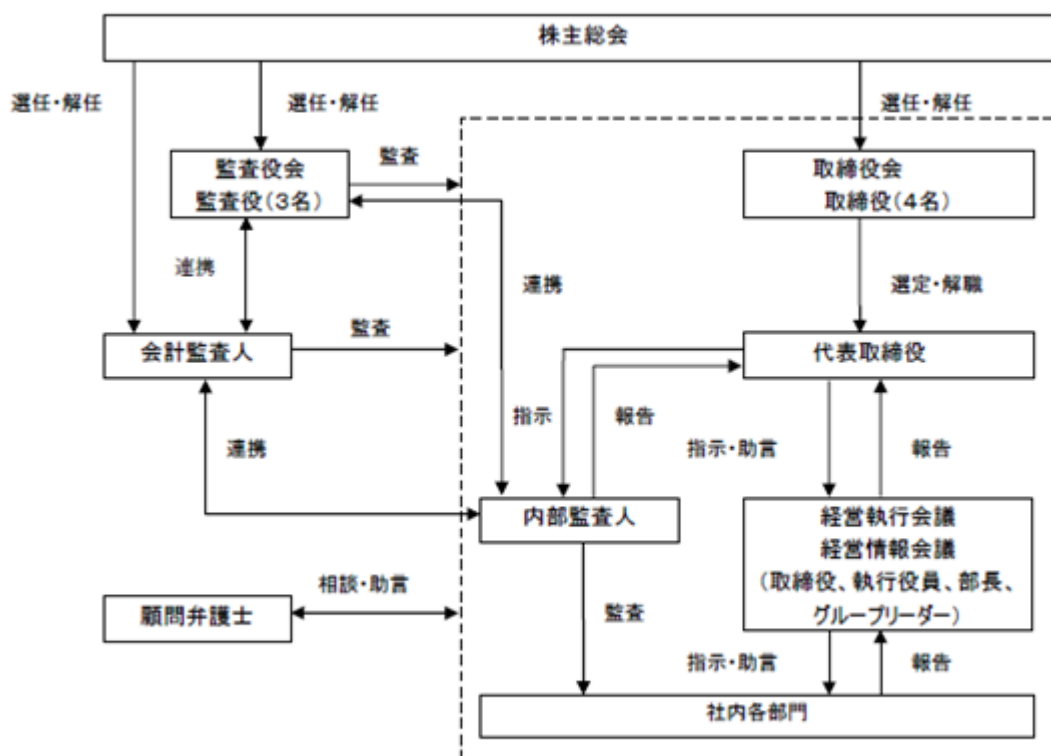 株主総会
選任・解任
選任・解任
選任・解任
監査役会
監査役(3名)
監査
取締役会
取締役(4名)
連携
連携
選定・解職
会計監査人
監査
代表取締役
連携
指示
報告
指示・助言
報告
内部監査人
経営執行会議
経営情報会議
(取締役、執行役員、部長、
グループリーダー)
顧問弁護士
相談・助言
監査
指示・助言
報告
社内各部門